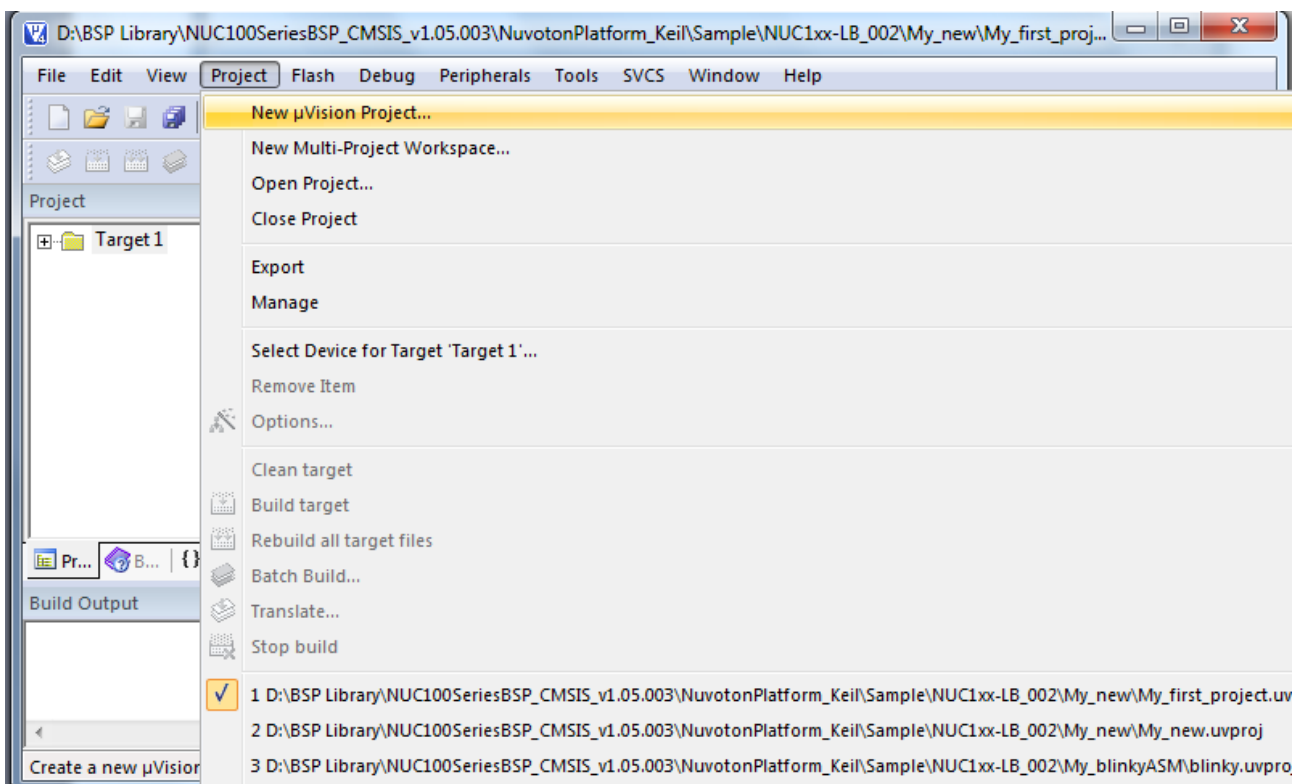 D:\BSP Library\NUC100SeriesBSP_CMSIS_v1.05.003\NuvotonPlatform_Keil\Sample\NUC1xx-LB_002\My_new\My_first_proj...
File Edit View Project Flash Debug Peripherals Tools SVCS Window Help
New µVision Project...
New Multi-Project Workspace...
Open Project...
Close Project
Project
Target 1
Export
Manage
Select Device for Target 'Target 1'...
Remove Item
Options...
Clean target
Build target
Rebuild all target files
Pr... B... {}
Batch Build...
Build Output
Translate...
Stop build
1 D:\BSP Library\NUC100SeriesBSP_CMSIS_v1.05.003\NuvotonPlatform_Keil\Sample\NUC1xx-LB_002\My_new\My_first_project.uv
2 D:\BSP Library\NUC100SeriesBSP_CMSIS_v1.05.003\NuvotonPlatform_Keil\Sample\NUC1xx-LB_002\My_new\My_new.uvproj
Create a new µVision
3 D:\BSP Library\NUC100SeriesBSP_CMSIS_v1.05.003\NuvotonPlatform_Keil\Sample\NUC1xx-LB_002\My_blinkyASM\blinky.uvproj